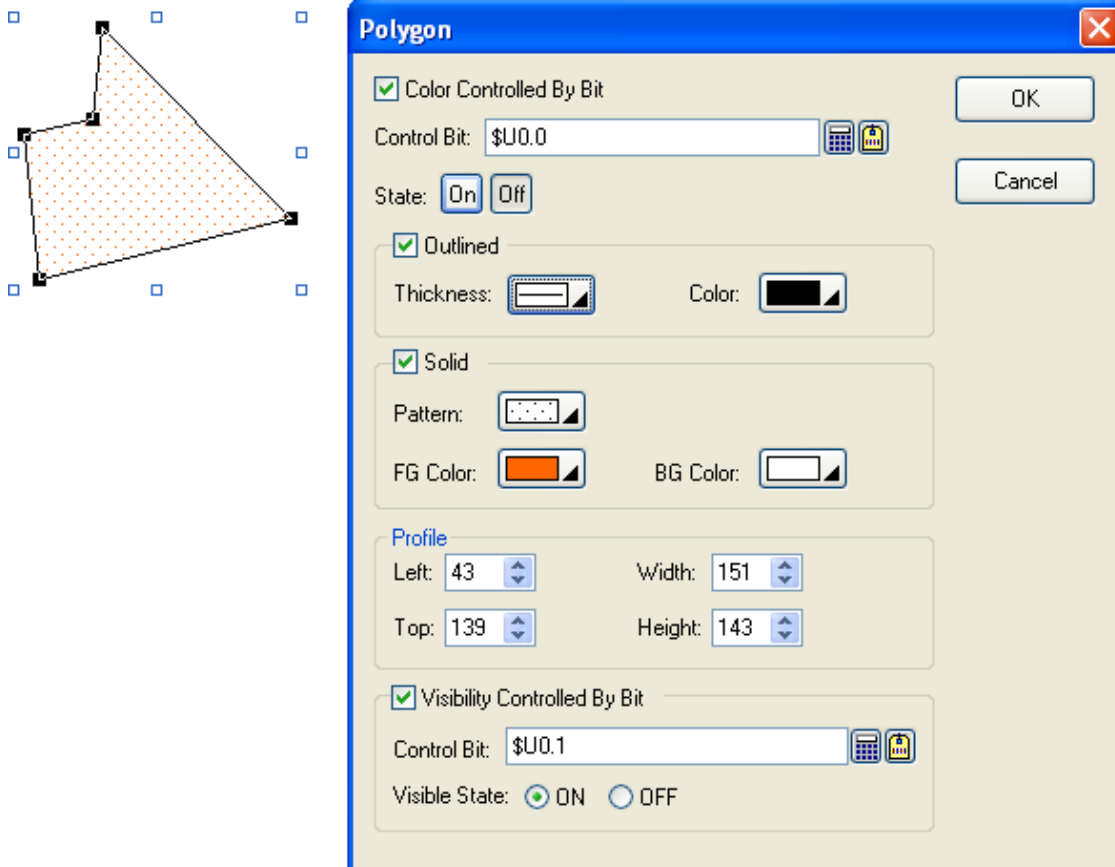 Polygon
Color Controlled By Bit
OK
Control Bit: $U0.0
Cancel
State: On Off
Outlined
Thickness: Color:
Solid
Pattern:
FG Color: BG Color:
Profile
Left: 43 Width: 151
Top: 139 Height: 143
Visibility Controlled By Bit
Control Bit: $U0.1
Visible State: ON OFF